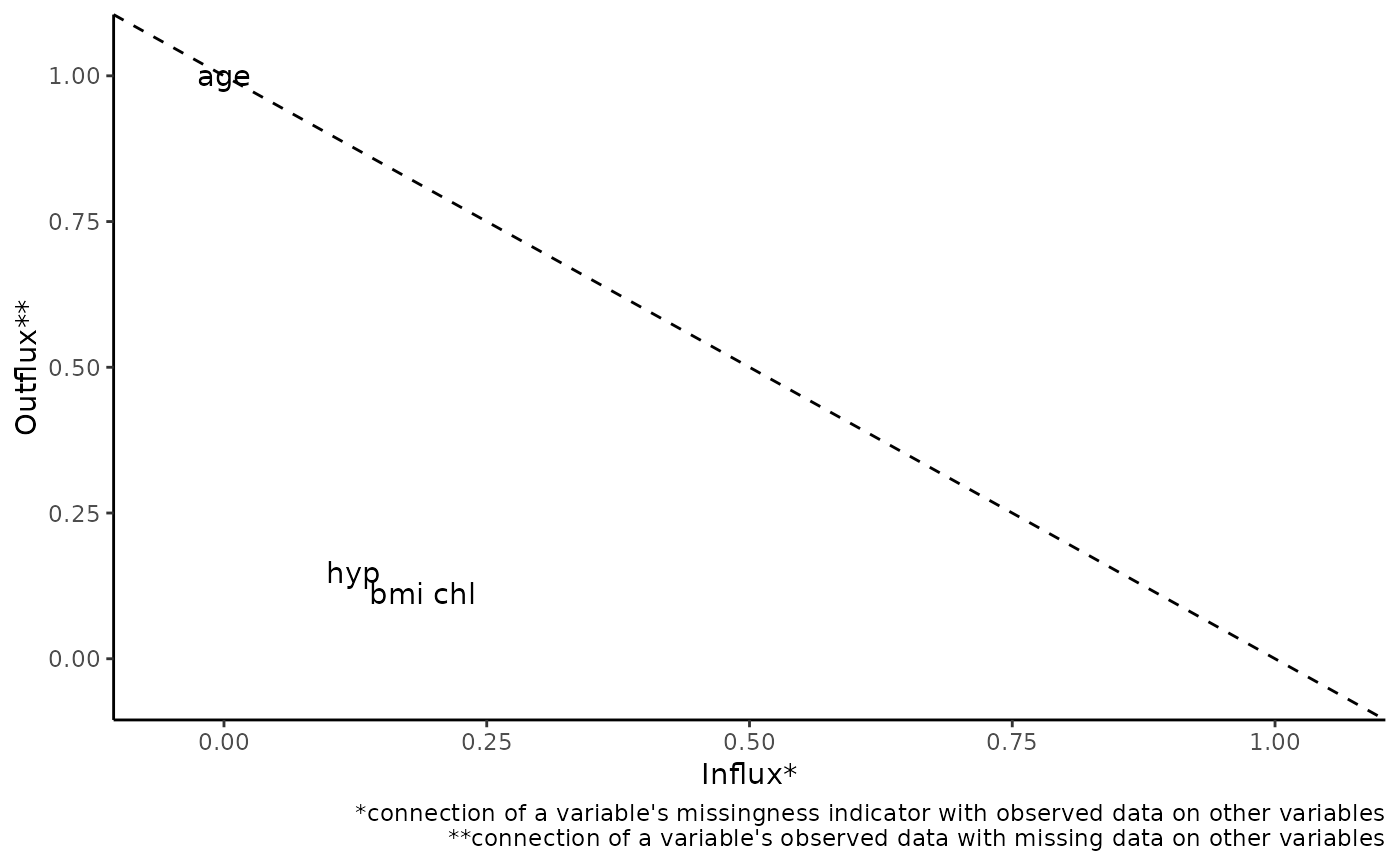 1.00
age
0.75
0.50
Outflux**
0.25
hyp
bmi chl
0.00
0.00 0.25 0.50 0.75 1.00
Influx*
*connection of a variable's missingness indicator with observed data on other variables
**connection of a variable's observed data with missing data on other variables